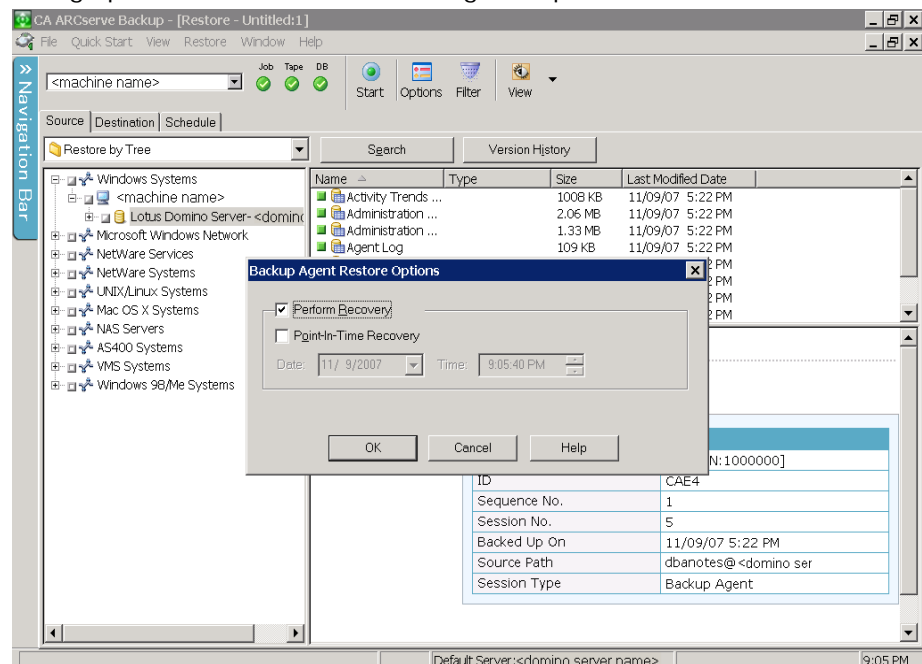 CA ARCserve Backup - [Restore - Untitled:1]
File Quick Start View Restore Window Help
Job Tape DB
<machine name>
Start Options Filter View
Navigation Bar
Source Destination Schedule
Restore by Tree Search Version History
Name Type Size Last Modified Date
Windows Systems
<machine name>
Lotus Domino Server- <domino
Microsoft Windows Network
NetWare Services
NetWare Systems
UNIX/Linux Systems
Mac OS X Systems
NAS Servers
AS400 Systems
VMS Systems
Windows 98/Me Systems
Activity Trends ... 1008 KB 11/09/07 5:22 PM
Administration ... 2.06 MB 11/09/07 5:22 PM
Administration ... 1.33 MB 11/09/07 5:22 PM
Agent Log 109 KB 11/09/07 5:22 PM
2 PM
2 PM
2 PM
2 PM
Backup Agent Restore Options
Perform Recovery
Point-In-Time Recovery
Date: 11/ 9/2007 Time: 9:05:40 PM
OK Cancel Help
N:1000000]
ID CAE4
Sequence No. 1
Session No. 5
Backed Up On 11/09/07 5:22 PM
Source Path dbanotes@<domino ser
Session Type Backup Agent
Default Server:<domino server name> 9:05 PM